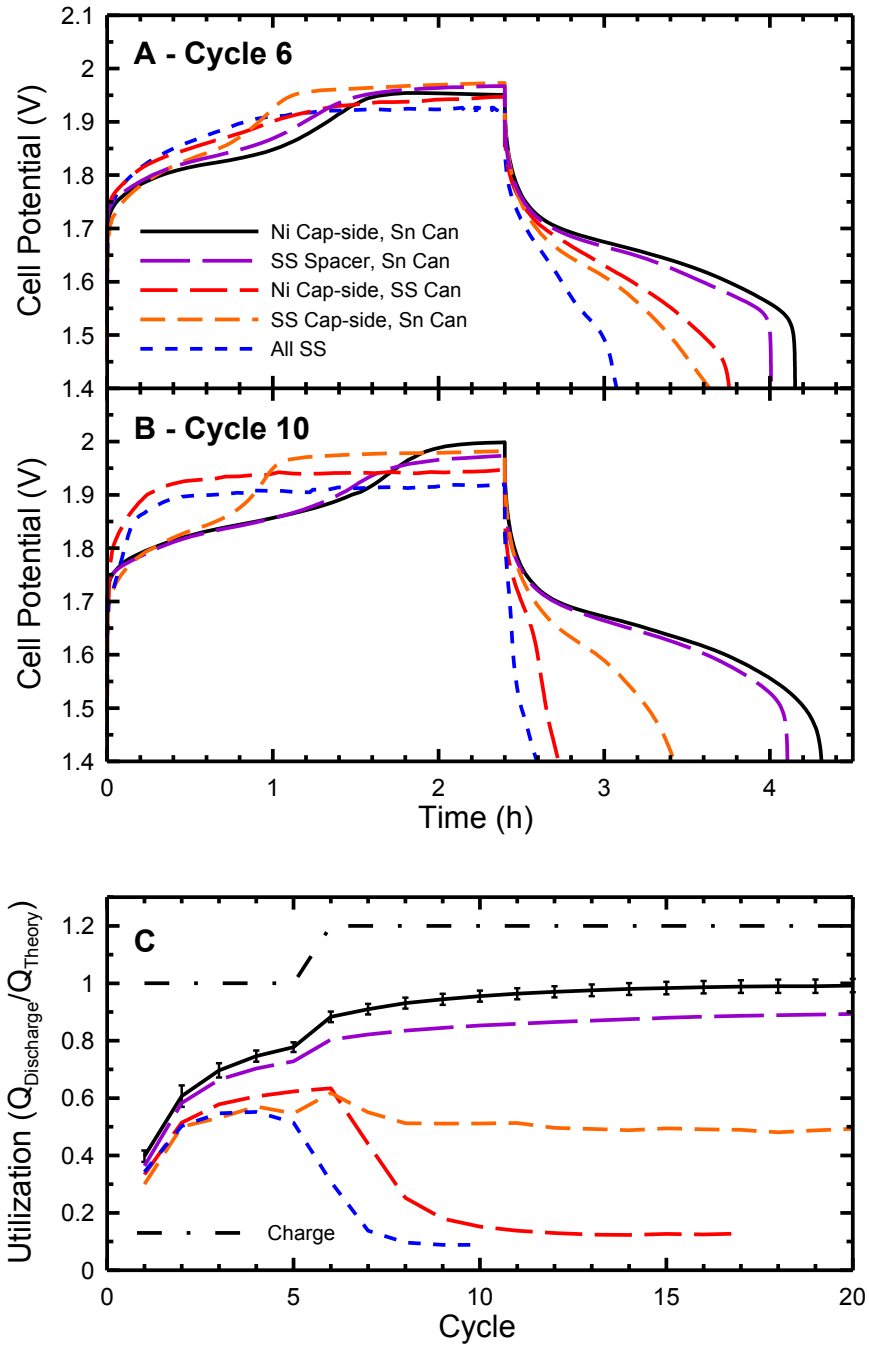 2.1
A - Cycle 6
2
1.9
1.8
1.7
1.6
1.5
1.4
Cell Potential (V)
Ni Cap-side, Sn Can
SS Spacer, Sn Can
Ni Cap-side, SS Can
SS Cap-side, Sn Can
All SS
B - Cycle 10
2
1.9
1.8
1.7
1.6
1.5
1.4
Cell Potential (V)
0 1 2 3 4
Time (h)
C
1.2
1
0.8
0.6
0.4
0.2
0
Utilization (Q_Discharge/Q_Theory)
Charge
0 5 10 15 20
Cycle